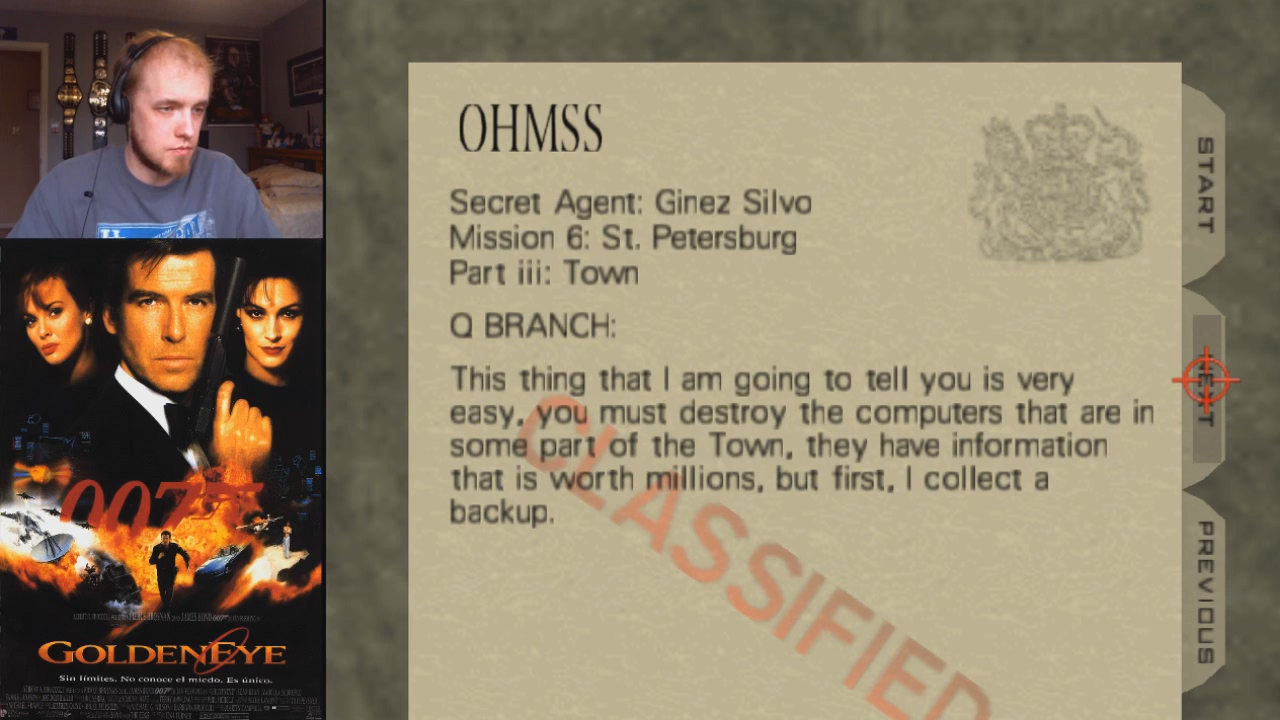 OHMSS
Secret Agent: Ginez Silvo
Mission 6: St. Petersburg
Part iii: Town
Q BRANCH:
This thing that I am going to tell you is very
easy, you must destroy the computers that are in
some part of the Town, they have information
that is worth millions, but first, I collect a
backup.
CLASSIFIED
START
NEXT
PREVIOUS
007
GOLDENEYE
Sin límites. No conoce el miedo. Es único.